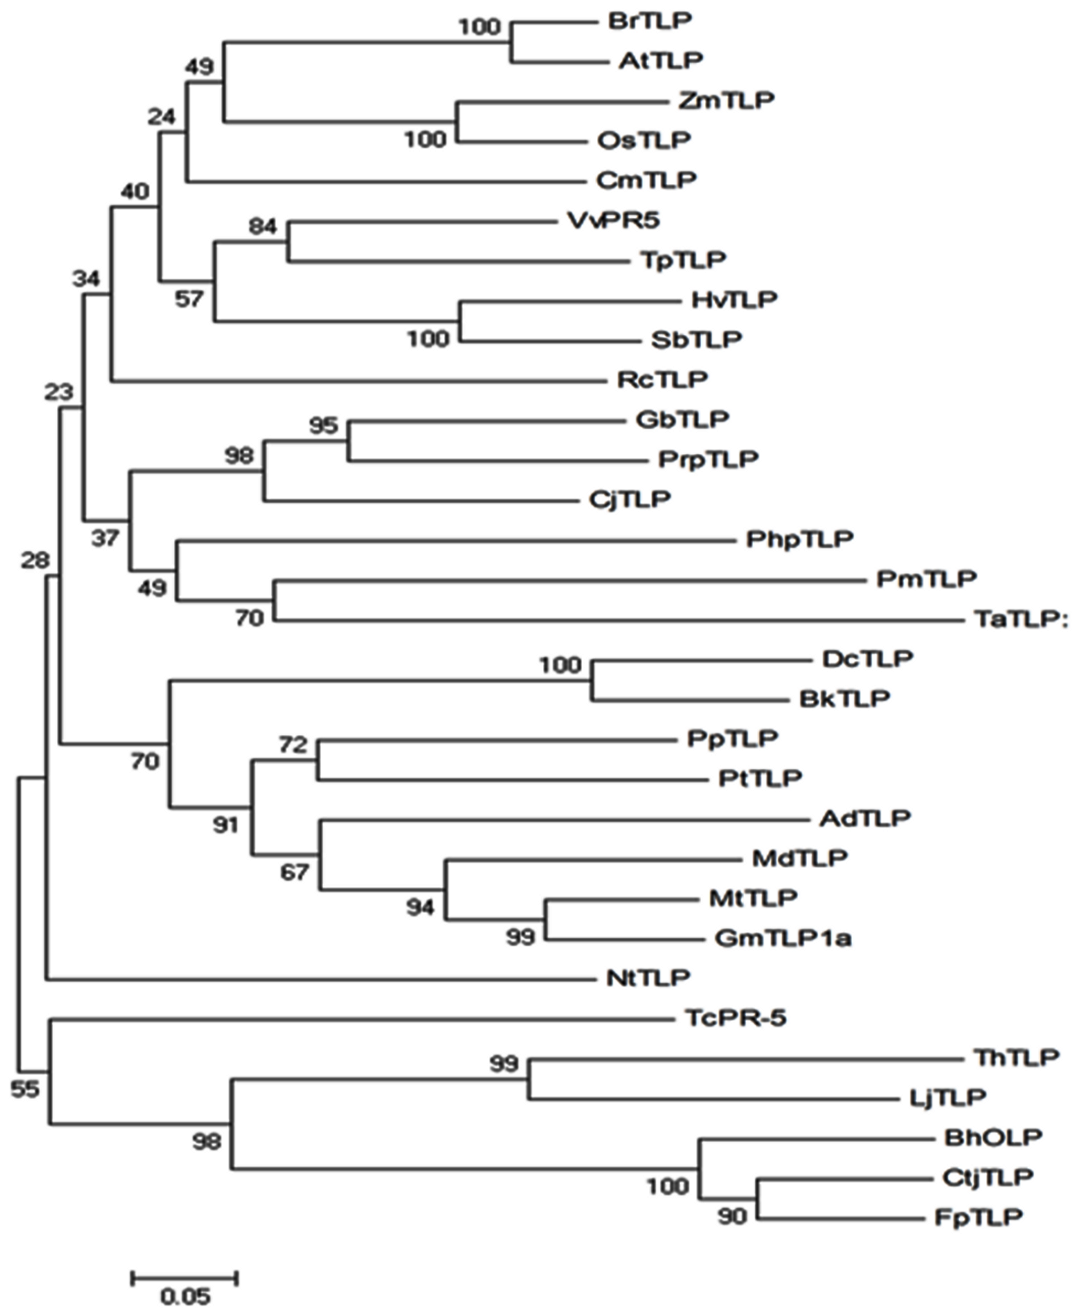 100 BrTLP
AtTLP
49
ZmTLP
24
100 OsTLP
CmTLP
40
VvPR5
84
TpTLP
34
57 HvTLP
100 SbTLP
RcTLP
23
95 GbTLP
98 PrpTLP
CjTLP
37 PhpTLP
28
49 PmTLP
70 TaTLP:
100 DcTLP
BkTLP
70 72 PpTLP
PtTLP
91 AdTLP
67 MdTLP
94 MtTLP
99 GmTLP1a
NtTLP
TcPR-5
99 ThTLP
55 LjTLP
98 BhOLP
100 CtjTLP
90 FpTLP
0.05